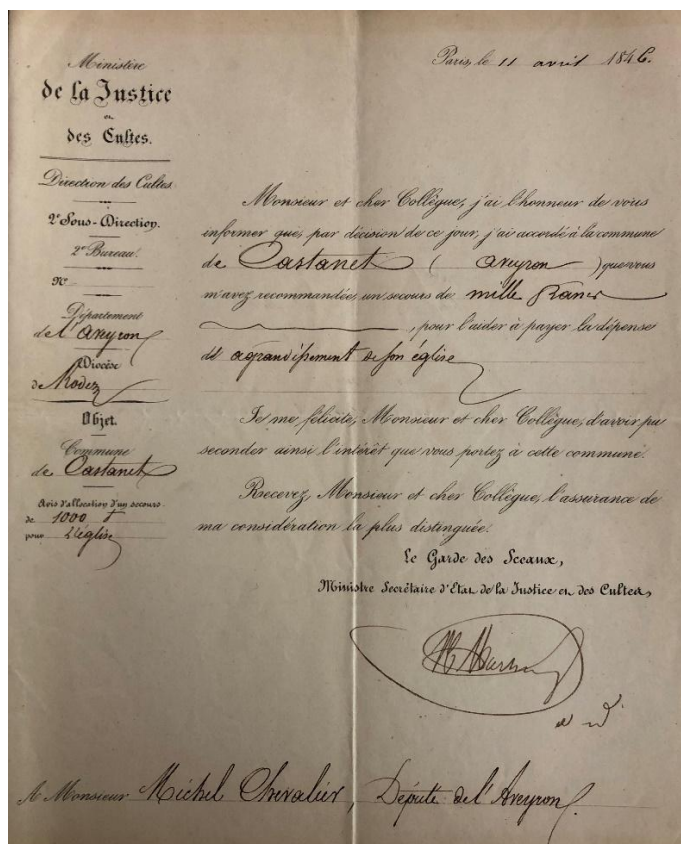 Ministère
de la Justice
et
des Cultes.
Direction des Cultes.
2e Sous-Direction.
2e Bureau.
No
Département
de l'Aveyron
Diocèse
de Rodez
Objet.
Commune
de Castanet
Avis d'allocation d'un secours
de 1000 f
pour l'église
Paris, le 11 avril 1846.
Monsieur et cher Collègue, j'ai l'honneur de vous
informer que, par décision de ce jour, j'ai accordé à la commune
de Castanet ( Aveyron ) que vous
m'avez recommandée, un secours de mille francs
, pour l'aider à payer la dépense
d'agrandissement de son église
Je me félicite, Monsieur et cher Collègue, d'avoir pu
seconder ainsi l'intérêt que vous portez à cette commune.
Recevez, Monsieur et cher Collègue, l'assurance de
ma considération la plus distinguée.
Le Garde des Sceaux,
Ministre Secrétaire d'Etat de la Justice et des Cultes,
A Monsieur Michel Chevalier, Député de l'Aveyron.